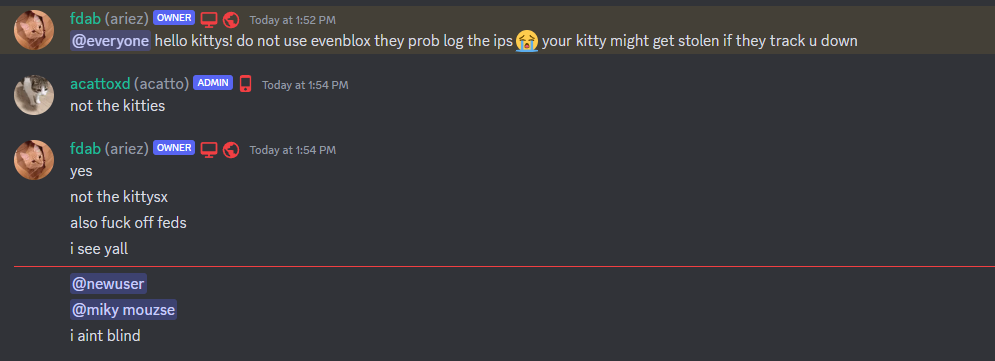 fdab (ariez) OWNER Today at 1:52 PM
@everyone hello kittys! do not use evenblox they prob log the ips 😭 your kitty might get stolen if they track u down
acattoxd (acatto) ADMIN Today at 1:54 PM
not the kitties
fdab (ariez) OWNER Today at 1:54 PM
yes
not the kittysx
also fuck off feds
i see yall
@newuser
@miky mouzse
i aint blind